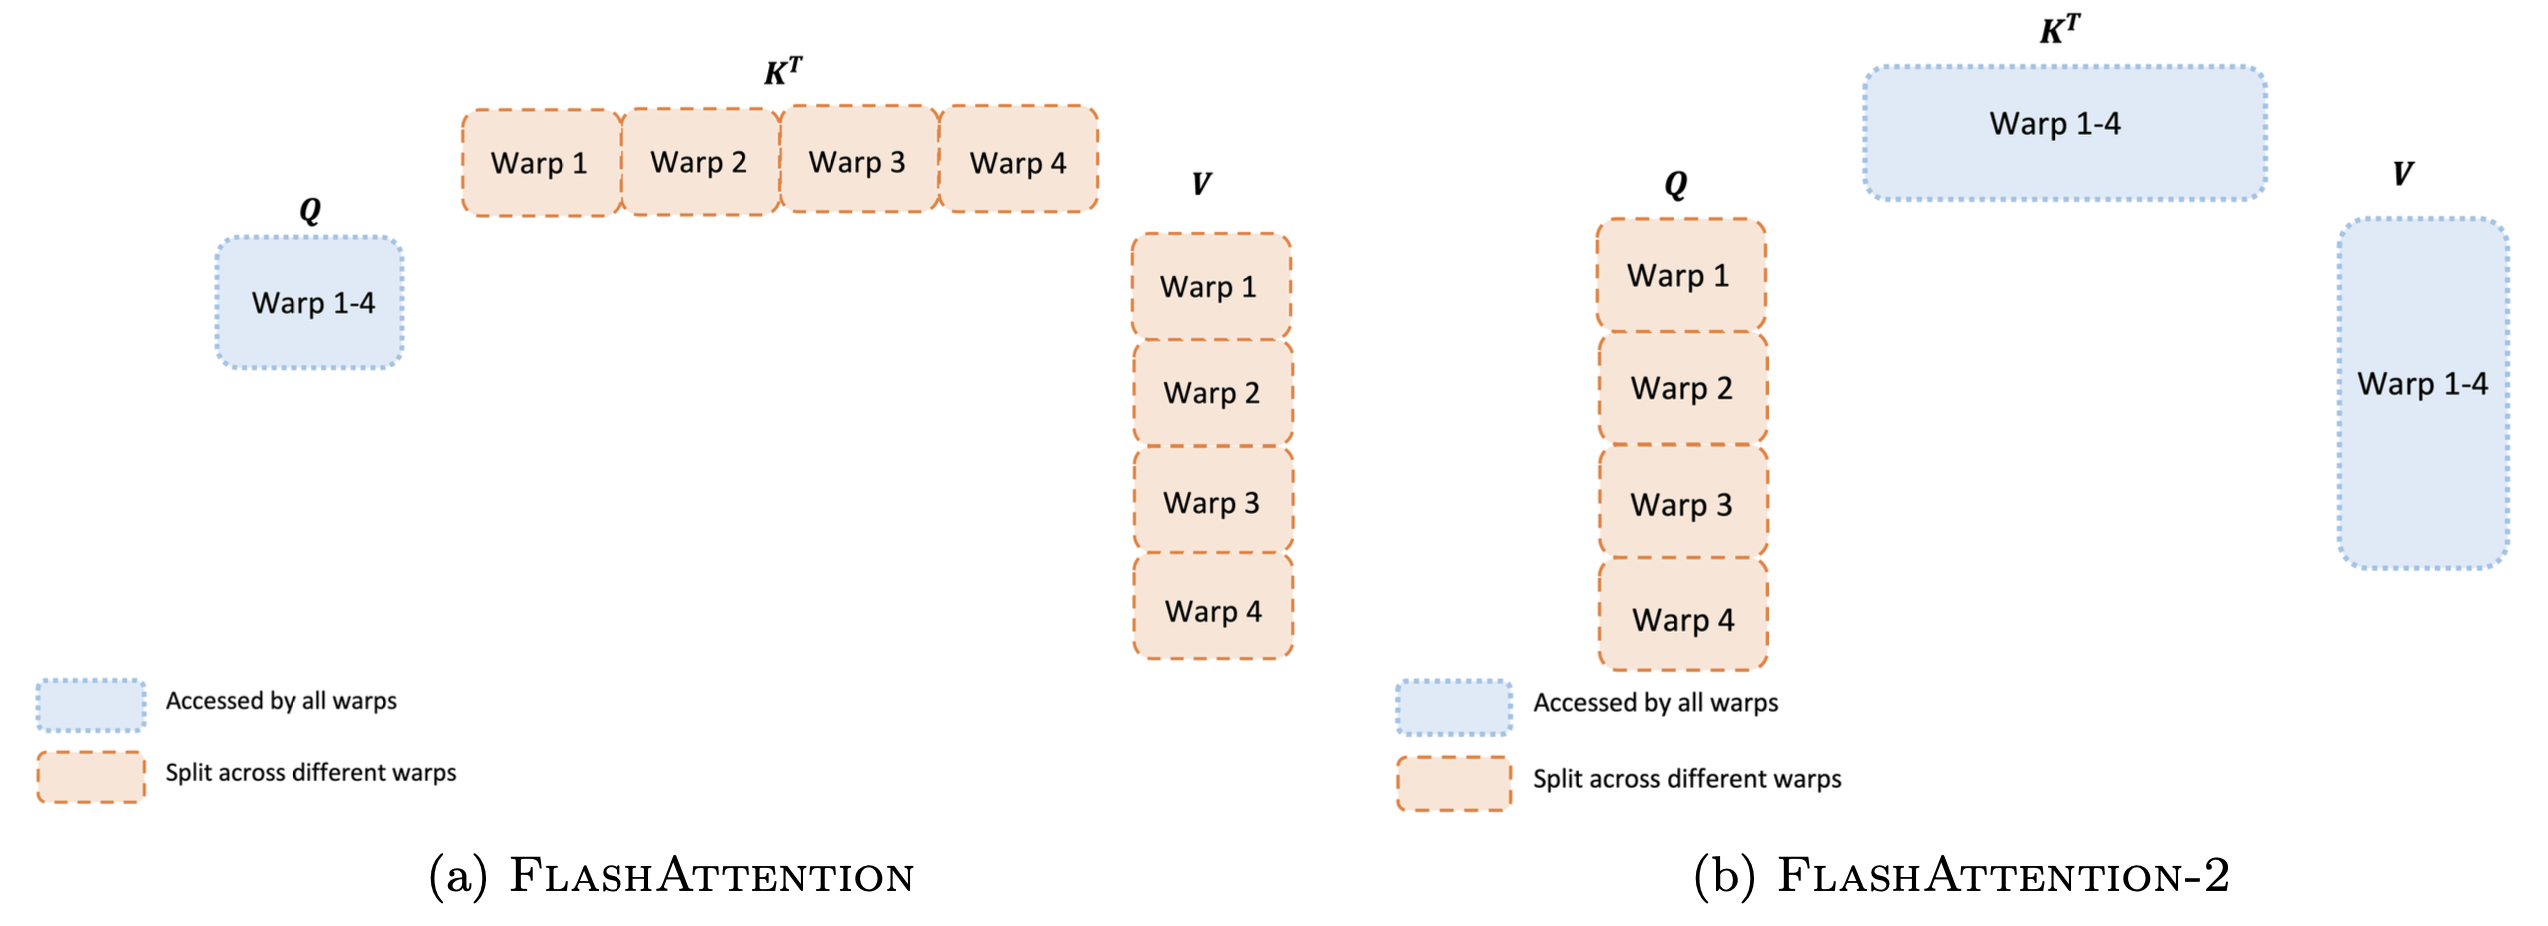 K^T
Warp 1 Warp 2 Warp 3 Warp 4
Q
Warp 1-4
V
Warp 1
Warp 2
Warp 3
Warp 4
Accessed by all warps
Split across different warps
(a) FLASHATTENTION
K^T
Warp 1-4
Q
Warp 1
Warp 2
Warp 3
Warp 4
V
Warp 1-4
Accessed by all warps
Split across different warps
(b) FLASHATTENTION-2